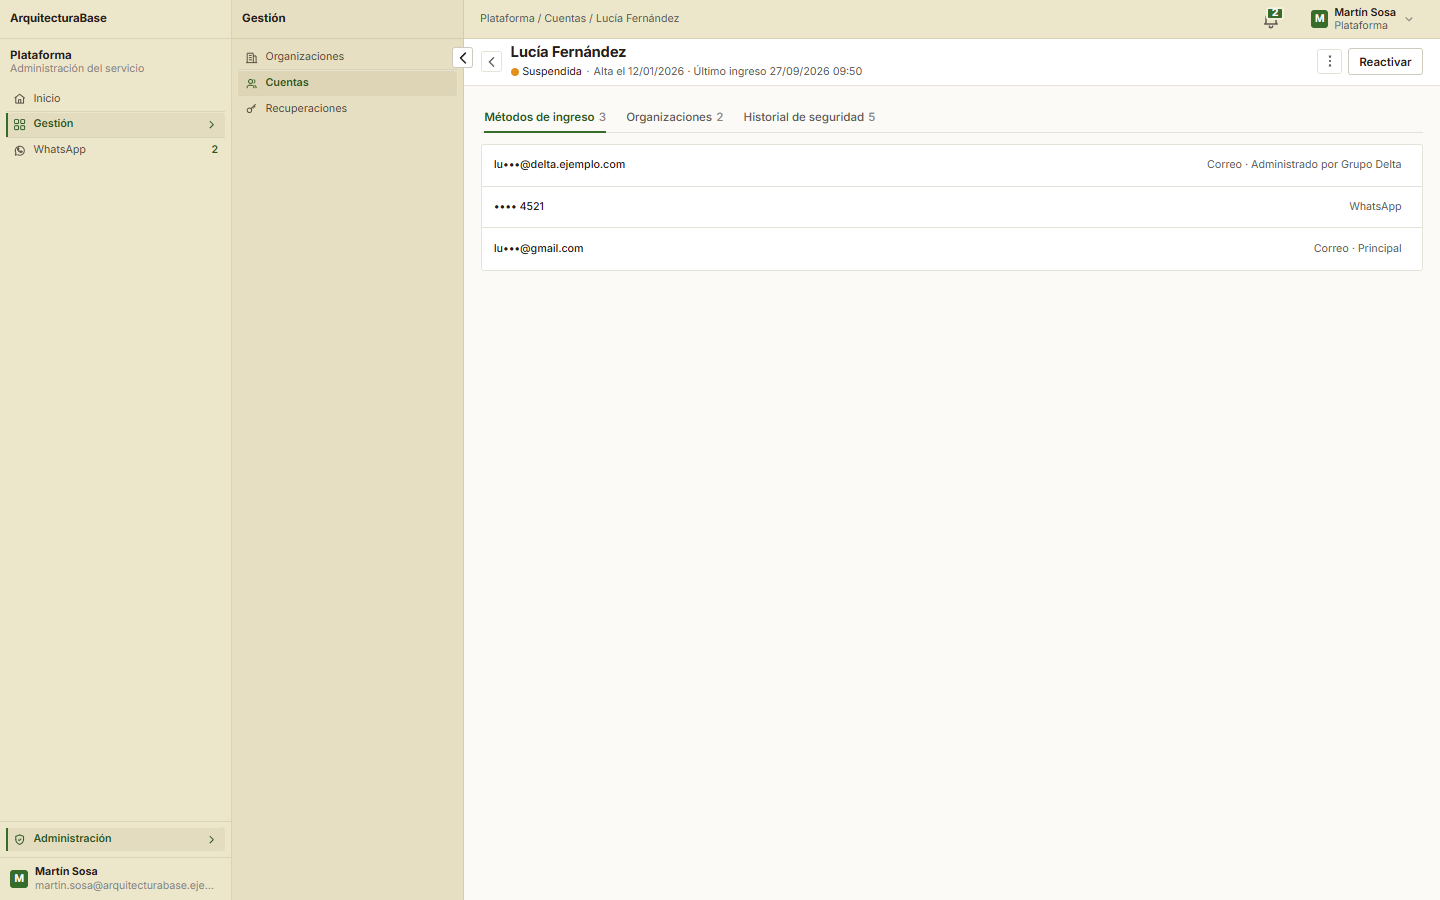 ArquitecturaBase
Plataforma
Administración del servicio
Inicio
Gestión
WhatsApp 2
Administración
M Martín Sosa
martin.sosa@arquitecturabase.eje...
Gestión
Organizaciones
Cuentas
Recuperaciones
Plataforma / Cuentas / Lucía Fernández
2
M Martín Sosa
Plataforma
Lucía Fernández
Suspendida · Alta el 12/01/2026 · Último ingreso 27/09/2026 09:50
Reactivar
Métodos de ingreso 3 Organizaciones 2 Historial de seguridad 5
lu•••@delta.ejemplo.com Correo · Administrado por Grupo Delta
•••• 4521 WhatsApp
lu•••@gmail.com Correo · Principal